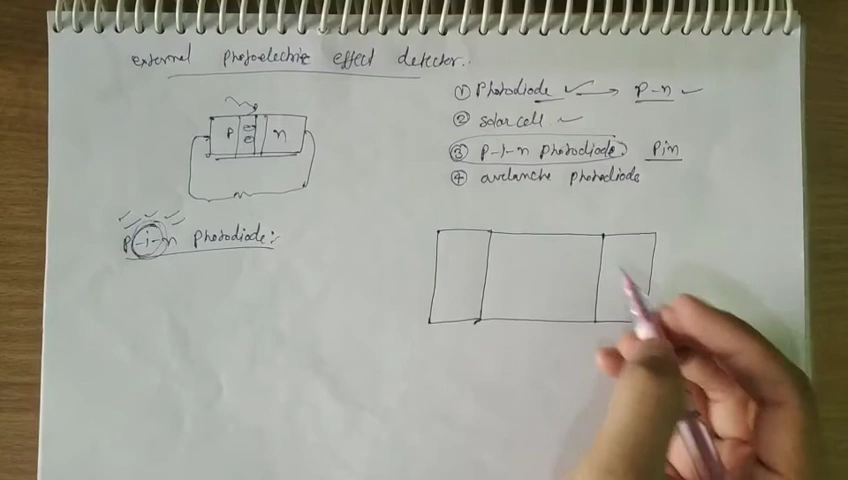 external photoelectric effect detector..
① Photodiode ✓ → p-n ✓
② solar cell ✓
③ p-i-n photodiode. Pin
④ avalanche photodiode
p n
p-i-n photodiode:-